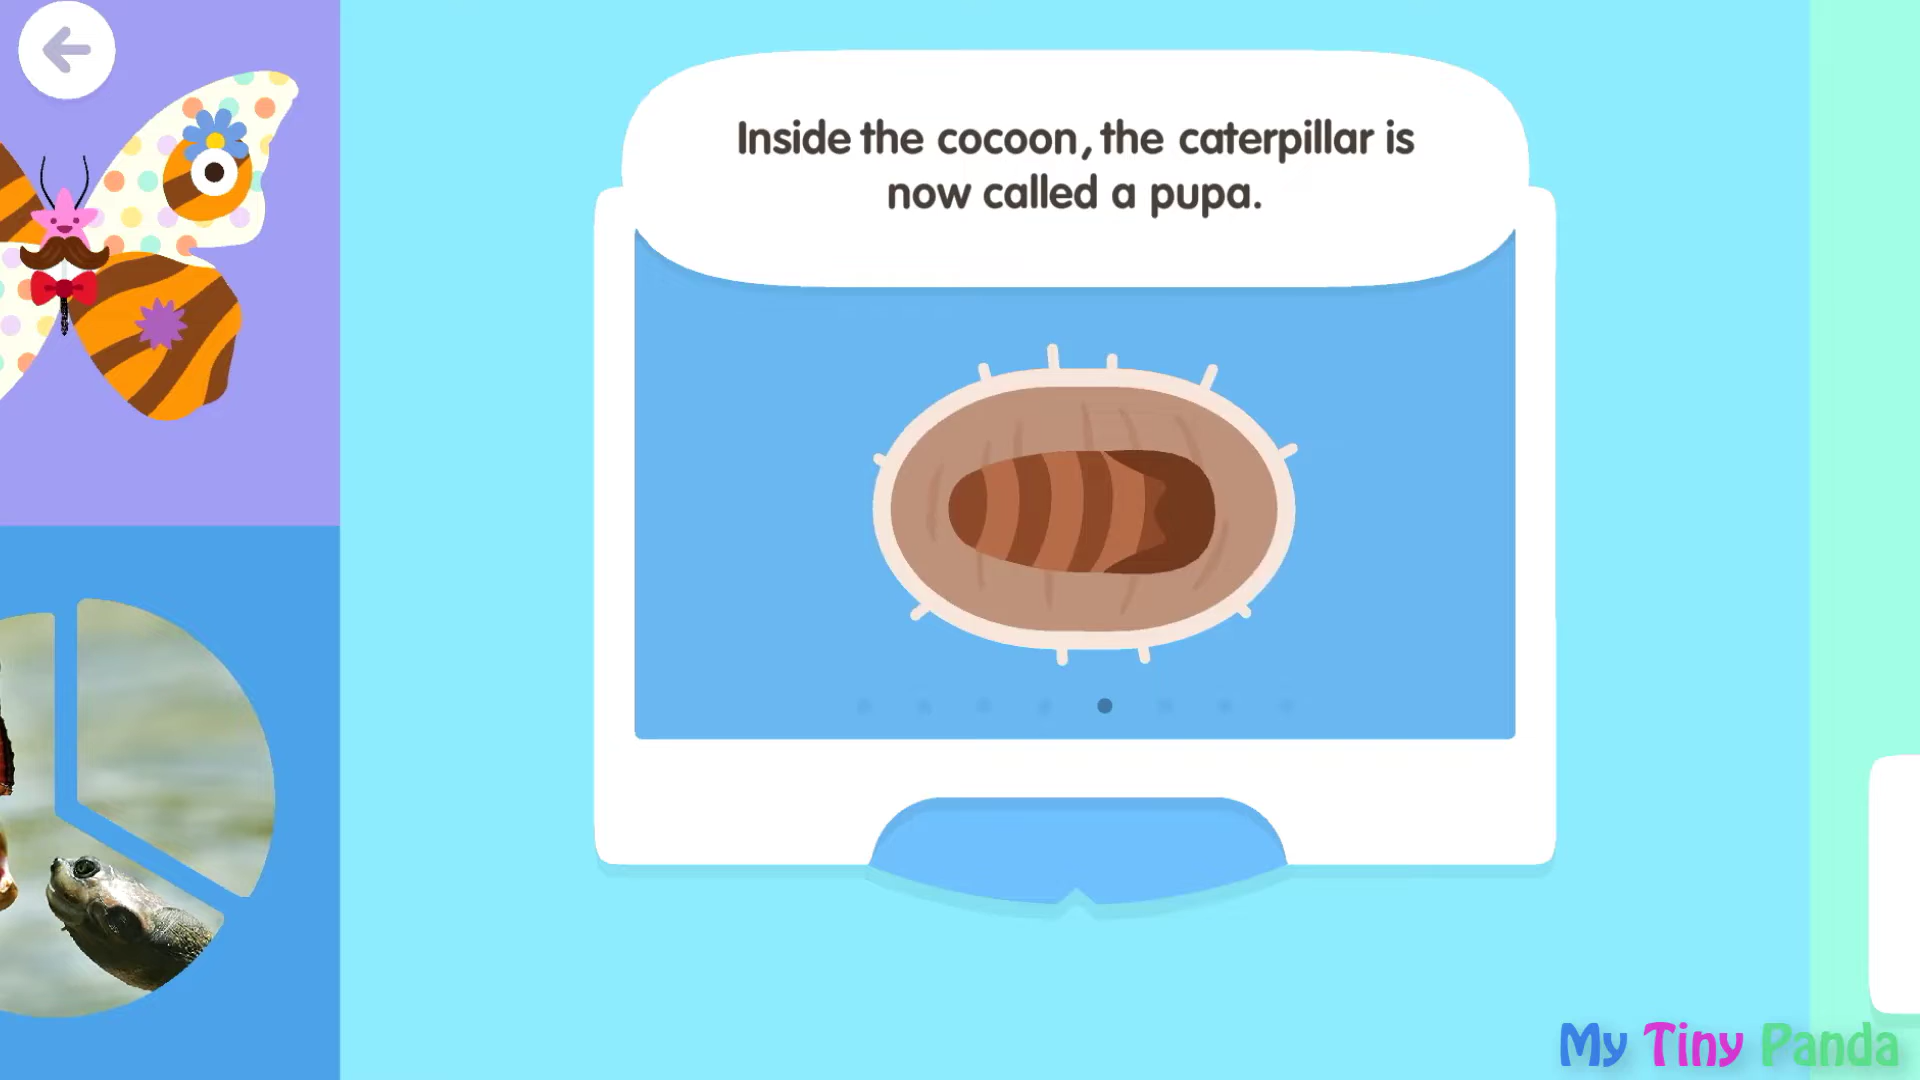 Inside the cocoon, the caterpillar is
now called a pupa.
My Tiny Panda